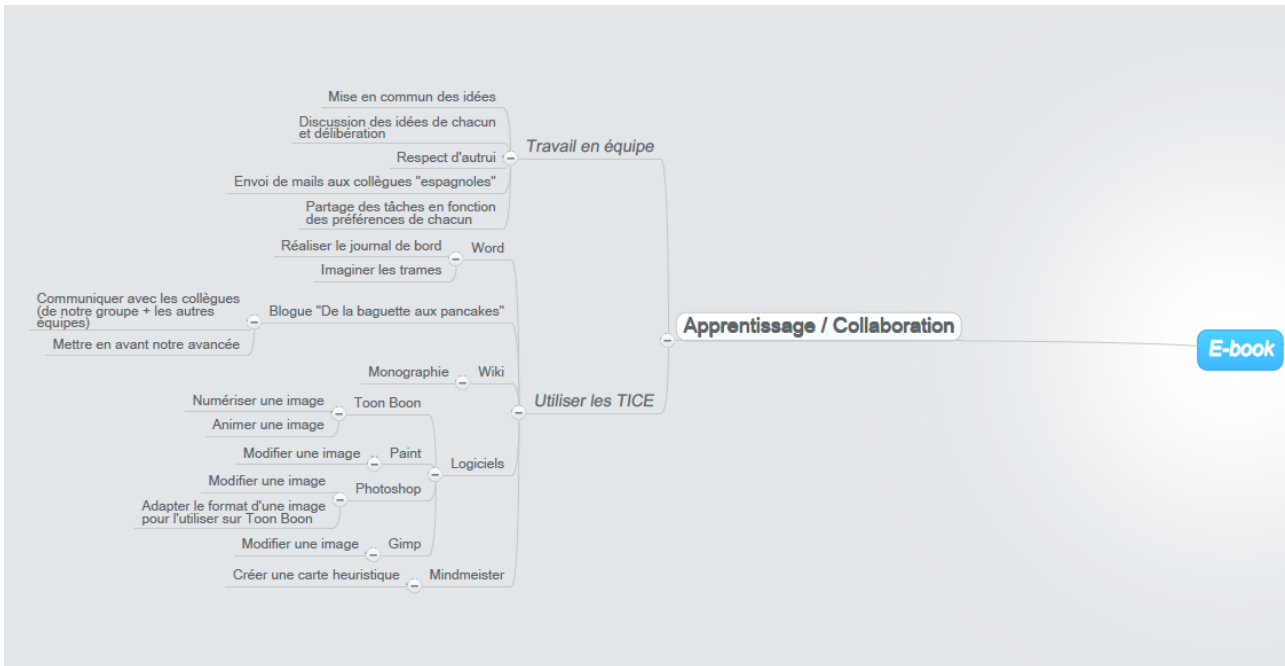 Mise en commun des idées
Discussion des idées de chacun
et délibération
Travail en équipe
Respect d'autrui
Envoi de mails aux collègues "espagnoles"
Partage des tâches en fonction
des préférences de chacun
Réaliser le journal de bord
Word
Imaginer les trames
Communiquer avec les collègues
(de notre groupe + les autres
équipes)
Blogue "De la baguette aux pancakes"
Mettre en avant notre avancée
Apprentissage / Collaboration
E-book
Monographie
Wiki
Utiliser les TICE
Numériser une image
Toon Boon
Animer une image
Modifier une image
Paint
Logiciels
Modifier une image
Photoshop
Adapter le format d'une image
pour l'utiliser sur Toon Boon
Modifier une image
Gimp
Créer une carte heuristique
Mindmeister